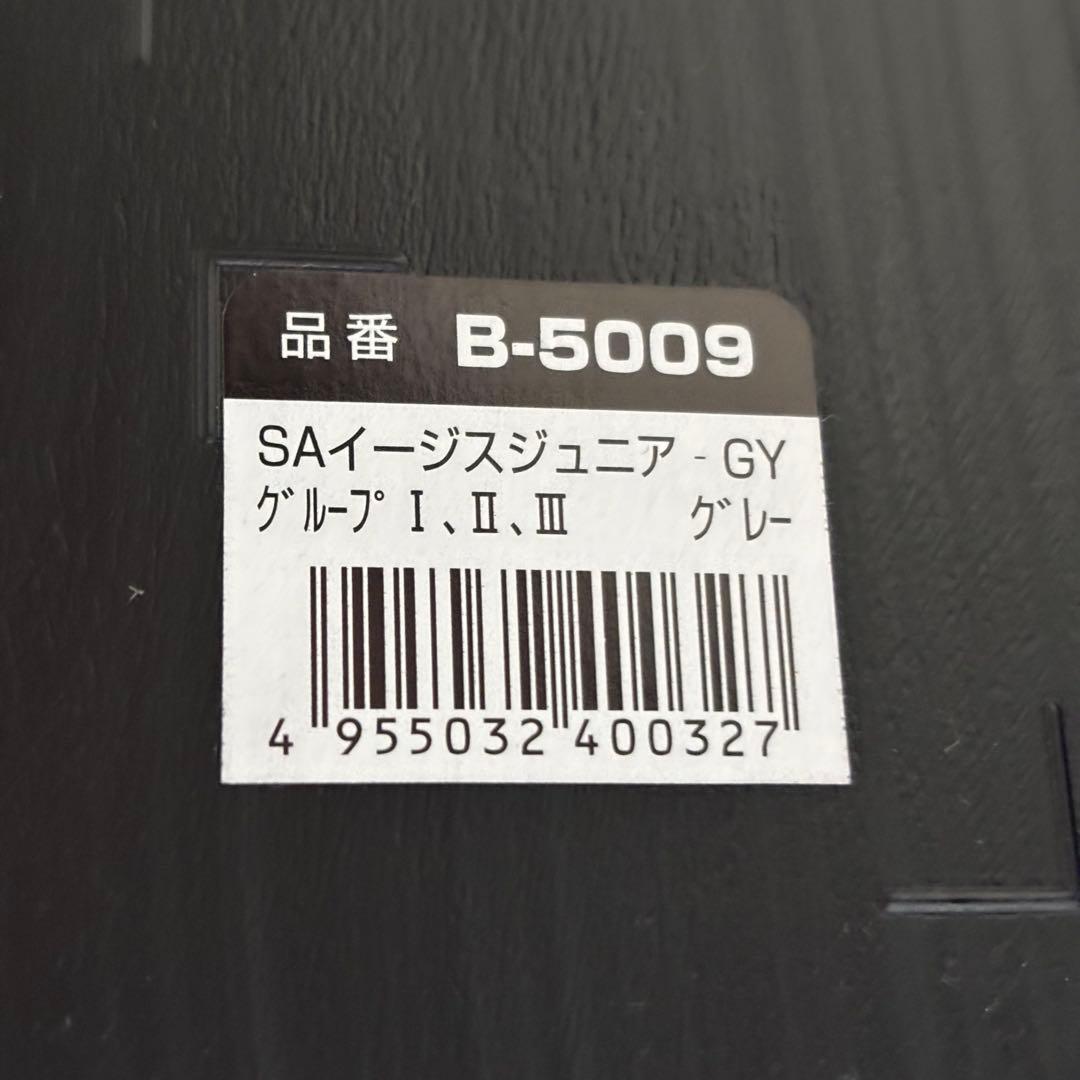 品番 B-5009
SAイージスジュニア - GY
ｸﾞﾙｰﾌﾟ Ⅰ、Ⅱ、Ⅲ グレー
4 955032 400327